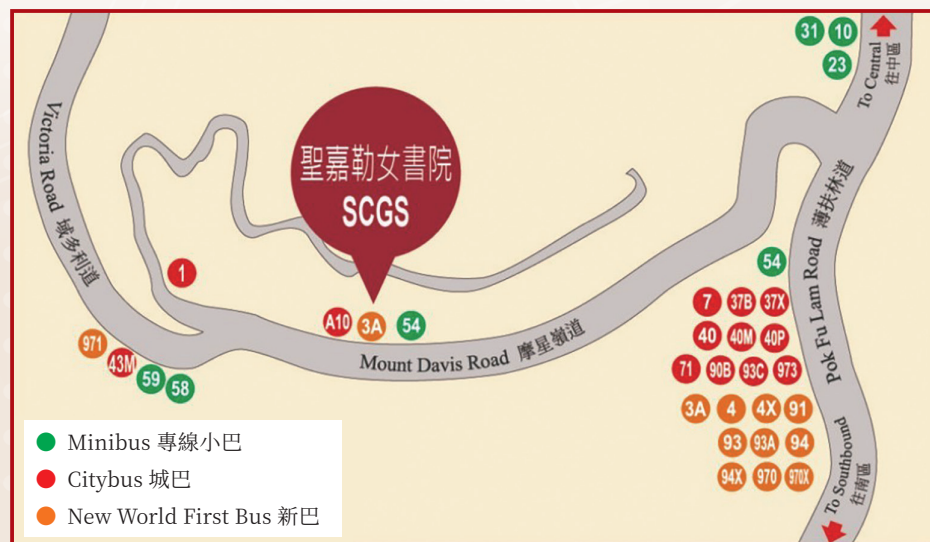 31 10
23
To Central
往中區
Victoria Road 域多利道
聖嘉勒女書院
SCGS
Pok Fu Lam Road 薄扶林道
1
54
A10 3A 54
Mount Davis Road 摩星嶺道
971
43M
59
58
7 37B 37X
40 40M 40P
71 90B 93C 973
3A 4 4X 91
93 93A 94
94X 970 970X
To Southbound
往南區
Minibus 專線小巴
Citybus 城巴
New World First Bus 新巴